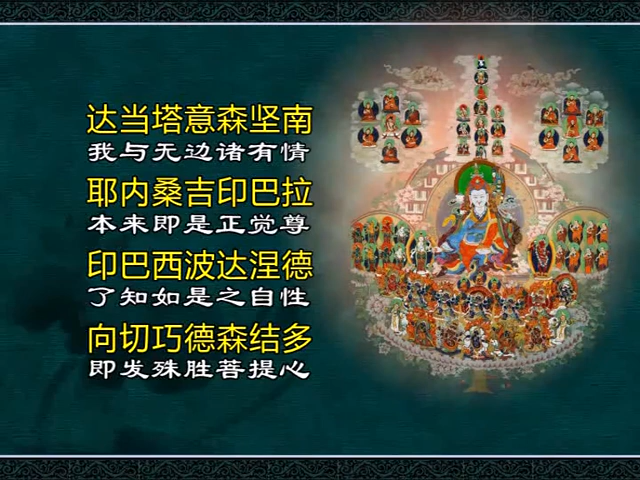 达当塔意森坚南
我与无边诸有情
耶内桑吉印巴拉
本来即是正觉尊
印巴西波达涅德
了知如是之自性
向切巧德森结多
即发殊胜菩提心